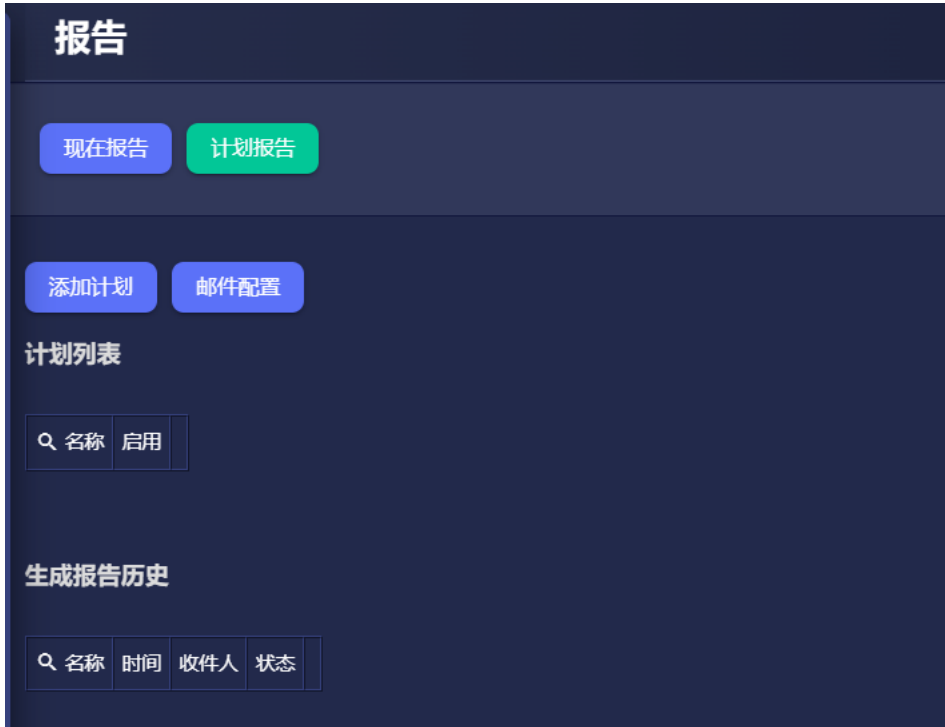 报告
现在报告 计划报告
添加计划 邮件配置
计划列表
名称 启用
生成报告历史
名称 时间 收件人 状态